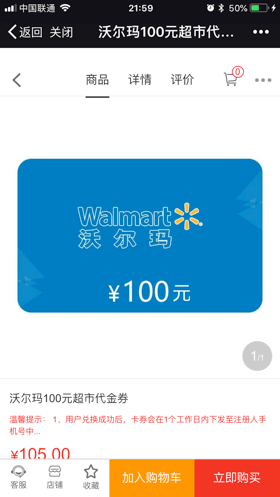 中国联通 21:59 50%
返回 关闭 沃尔玛100元超市代金...
商品 详情 评价 0
Walmart
沃尔玛
¥100元
1/1
沃尔玛100元超市代金券
温馨提示： 1、用户兑换成功后，卡券会在1个工作日内下发至注册人手
机号中...
¥105.00
客服 店铺 收藏 加入购物车 立即购买